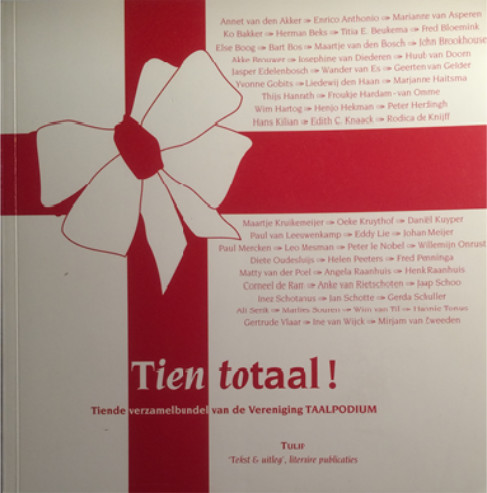 Annet van den Akker ➾ Enrico Anthonio ➾ Marianne van Asperen
Ko Bakker ➾ Herman Beks ➾ Titia E. Beukema ➾ Fred Bloemink
Else Boog ➾ Bart Bos ➾ Maartje van den Bosch ➾ John Brookhouse
Akke Brouwer ➾ Josephine van Diederen ➾ Huub van Doorn
Jasper Edelenbosch ➾ Wander van Es ➾ Geerten van Gelder
Yvonne Gobits ➾ Liedewij den Haan ➾ Marjanne Haitsma
Thijs Hanneth ➾ Froukje Hardam-van Omme
Wim Hartog ➾ Henjo Hekman ➾ Peter Herfingh
Hans Kilian ➾ Edith C. Knaack ➾ Rodica de Knijff
Maartje Kruikemeijer ➾ Oeke Kruythof ➾ Daniël Kuyper
Paul van Leeuwenkamp ➾ Eddy Lie ➾ Johan Meijer
Paul Mercken ➾ Leo Mesman ➾ Peter le Nobel ➾ Willemijn Onrust
Diete Oudesluijs ➾ Helen Peeters ➾ Fred Penninga
Matty van der Poel ➾ Angela Raanhuis ➾ Henk Raanhuis
Corneel de Ran ➾ Anke van Rietschoten ➾ Jaap Schoo
Inez Schotanus ➾ Jan Schotte ➾ Gerda Schuller
Ali Serik ➾ Marlies Souren ➾ Wim van Til ➾ Hannie
Gertrude Vlaar ➾ Ine van Wijck ➾ Mirjam van Tweeden
Tien totaal!
Tiende verzamelbundel van de Vereniging TAALPODIUM
TULIF
'Tekst & uitleg', literaire publicaties